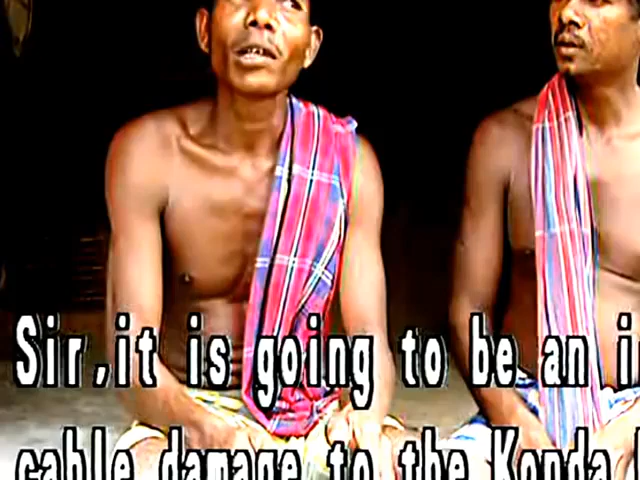 Sir,it is going to be an
cable damage to the Konda